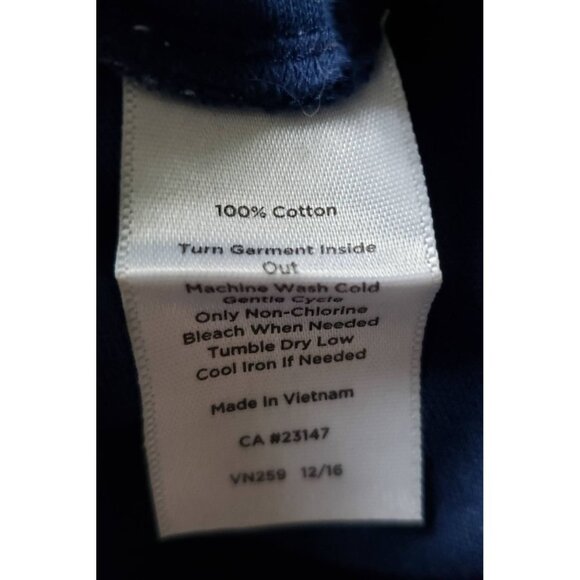 100% Cotton
Turn Garment Inside
Out
Machine Wash Cold
Gentle Cycle
Only Non-Chlorine
Bleach When Needed
Tumble Dry Low
Cool Iron If Needed
Made In Vietnam
CA #23147
VN259 12/16